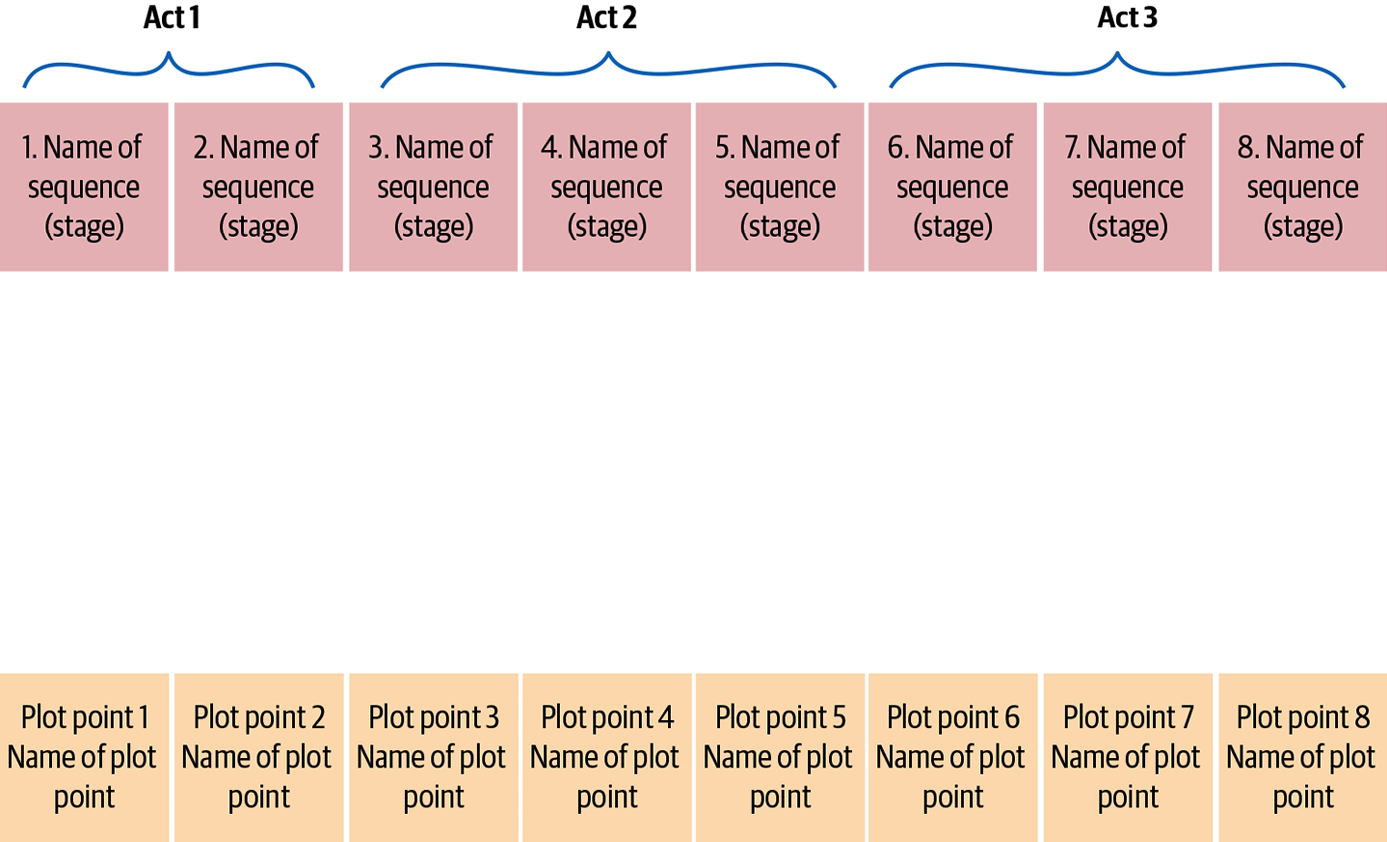 Act 1
Act 2
Act 3
1. Name of
sequence
(stage)
2. Name of
sequence
(stage)
3. Name of
sequence
(stage)
4. Name of
sequence
(stage)
5. Name of
sequence
(stage)
6. Name of
sequence
(stage)
7. Name of
sequence
(stage)
8. Name of
sequence
(stage)
Plot point 1
Name of plot
point
Plot point 2
Name of plot
point
Plot point 3
Name of plot
point
Plot point 4
Name of plot
point
Plot point 5
Name of plot
point
Plot point 6
Name of plot
point
Plot point 7
Name of plot
point
Plot point 8
Name of plot
point